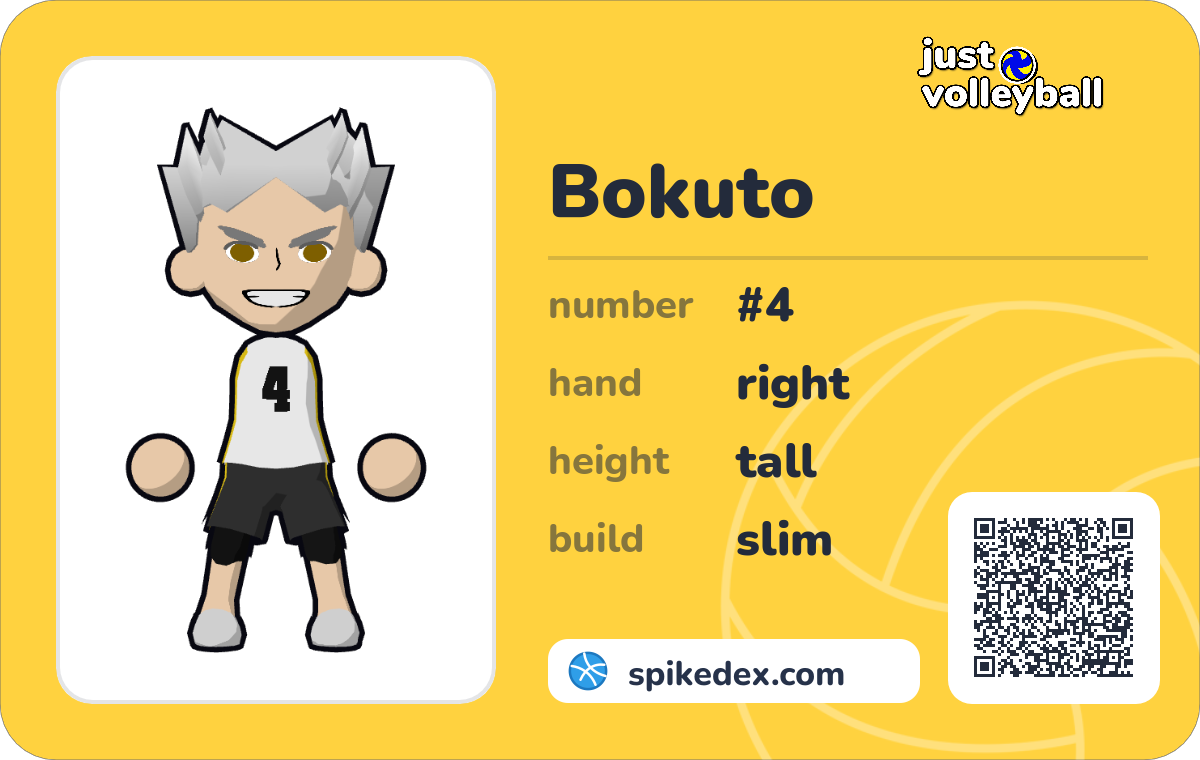 just
volleyball
Bokuto
number #4
hand right
height tall
build slim
4
spikedex.com